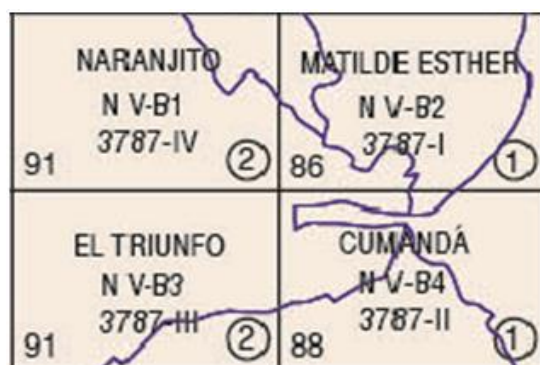 NARANJITO
N V-B1
3787-IV
91
2
MATILDE ESTHER
N V-B2
3787-I
86
1
EL TRIUNFO
N V-B3
3787-III
91
2
CUMANDÁ
N V-B4
3787-II
88
1